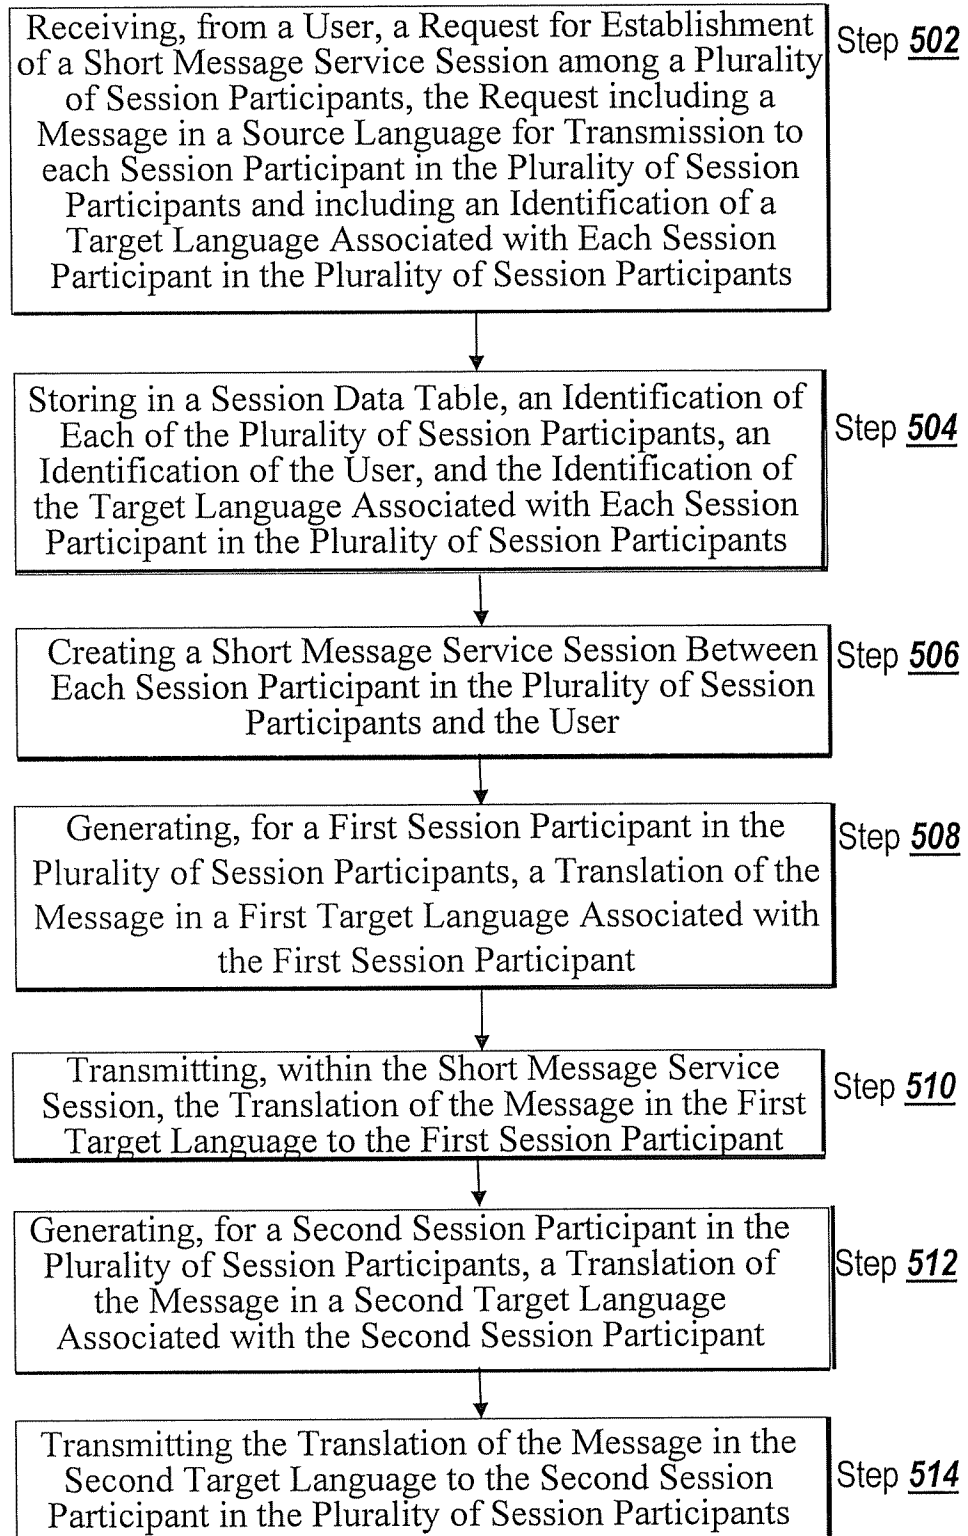 Receiving, from a User, a Request for Establishment
of a Short Message Service Session among a Plurality
of Session Participants, the Request including a
Message in a Source Language for Transmission to
each Session Participant in the Plurality of Session
Participants and including an Identification of a
Target Language Associated with Each Session
Participant in the Plurality of Session Participants
Step 502
Storing in a Session Data Table, an Identification of
Each of the Plurality of Session Participants, an
Identification of the User, and the Identification of
the Target Language Associated with Each Session
Participant in the Plurality of Session Participants
Step 504
Creating a Short Message Service Session Between
Each Session Participant in the Plurality of Session
Participants and the User
Step 506
Generating, for a First Session Participant in the
Plurality of Session Participants, a Translation of the
Message in a First Target Language Associated with
the First Session Participant
Step 508
Transmitting, within the Short Message Service
Session, the Translation of the Message in the First
Target Language to the First Session Participant
Step 510
Generating, for a Second Session Participant in the
Plurality of Session Participants, a Translation of
the Message in a Second Target Language
Associated with the Second Session Participant
Step 512
Transmitting the Translation of the Message in the
Second Target Language to the Second Session
Participant in the Plurality of Session Participants
Step 514